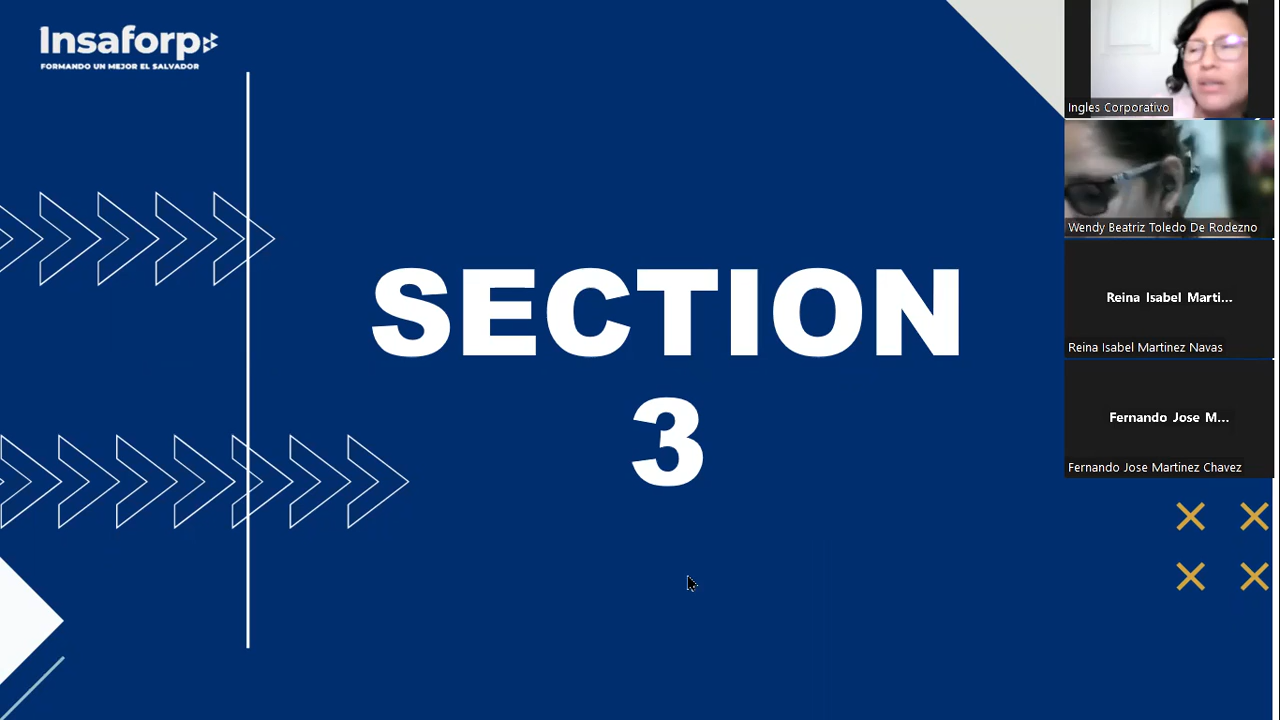 Insaforp
FORMANDO UN MEJOR EL SALVADOR
SECTION
3
Ingles Corporativo
Wendy Beatriz Toledo De Rodezno
Reina Isabel Marti...
Reina Isabel Martinez Navas
Fernando Jose M...
Fernando Jose Martinez Chavez